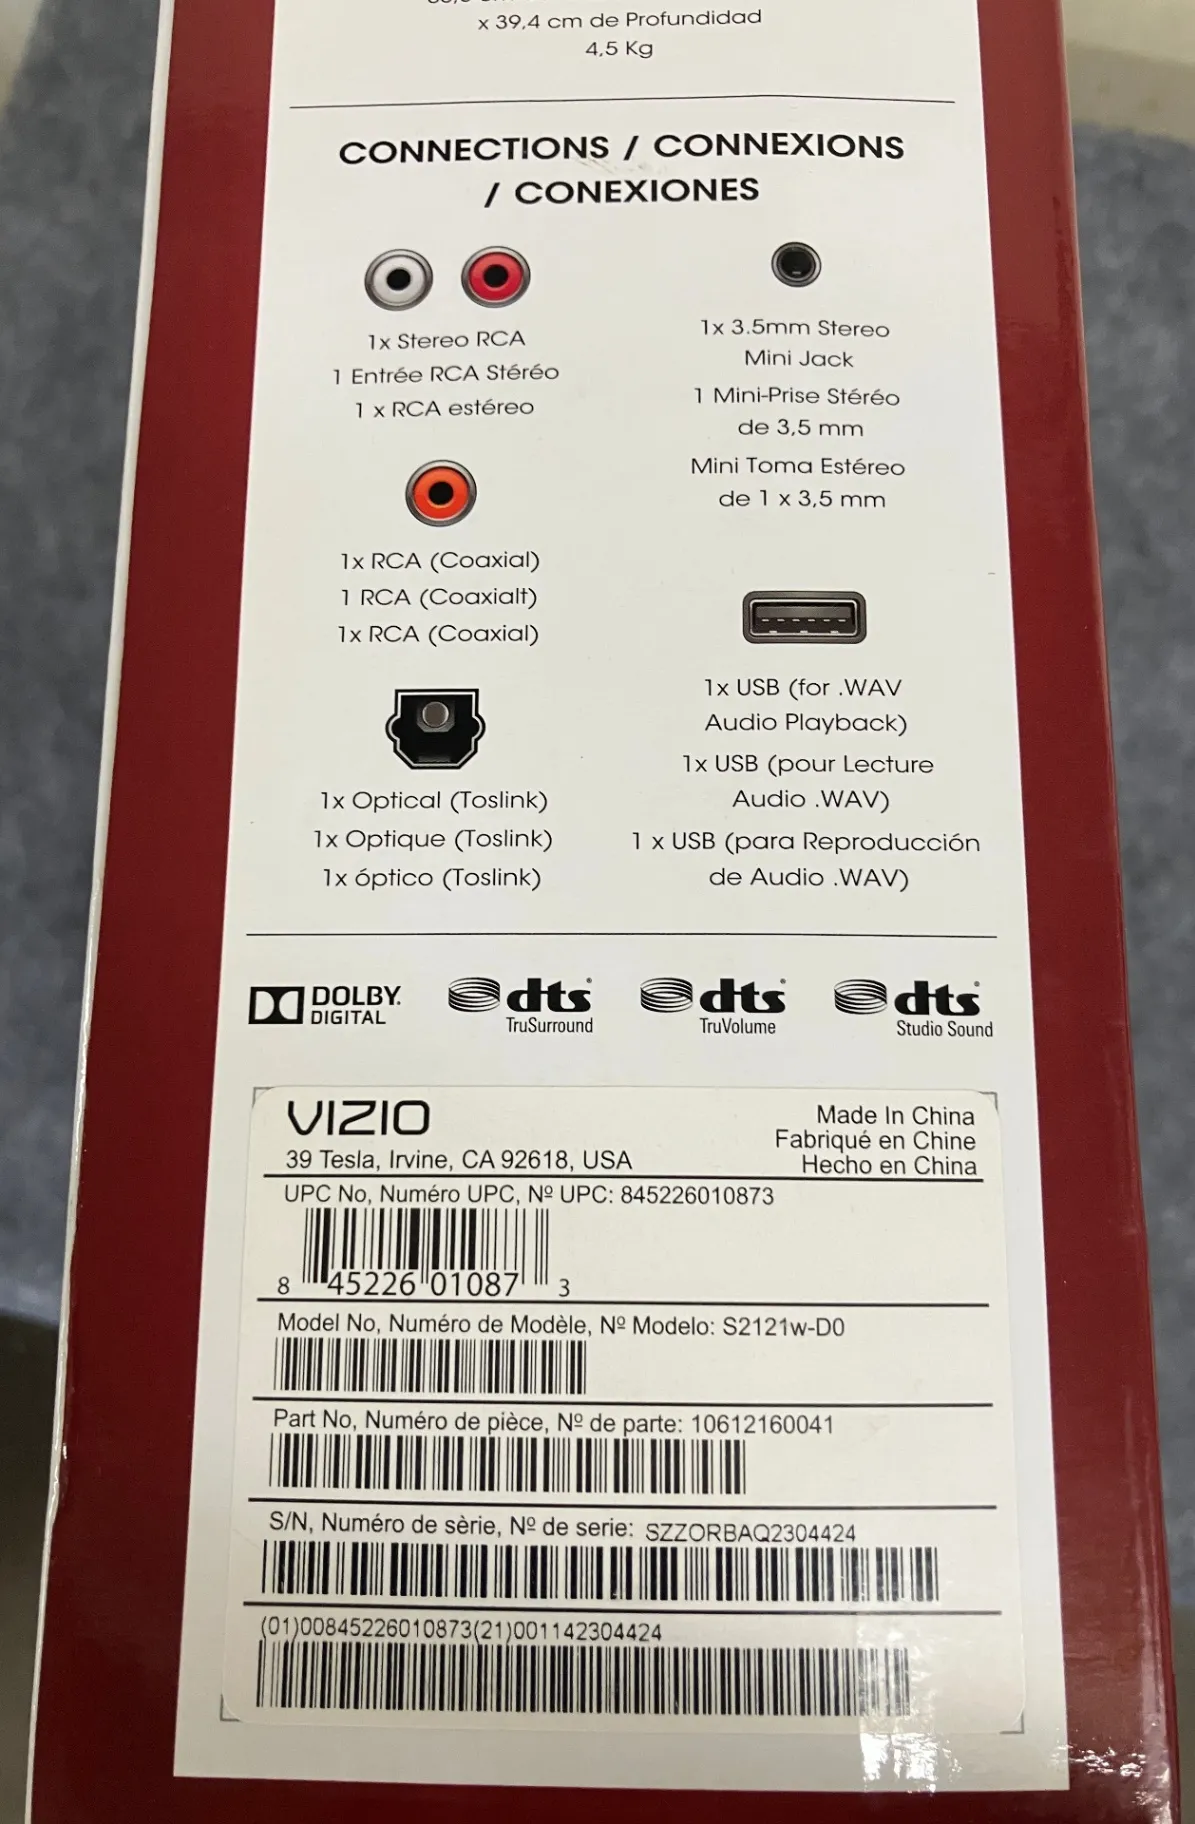 x 39,4 cm de Profundidad
4,5 Kg
CONNECTIONS / CONNEXIONS
/ CONEXIONES
1x Stereo RCA
1 Entrée RCA Stéréo
1 x RCA estéreo
1x 3.5mm Stereo
Mini Jack
1 Mini-Prise Stéréo
de 3,5 mm
Mini Toma Estéreo
de 1 x 3,5 mm
1x RCA (Coaxial)
1 RCA (Coaxialt)
1x RCA (Coaxial)
1x USB (for .WAV
Audio Playback)
1x USB (pour Lecture
Audio .WAV)
1 x USB (para Reproducción
de Audio .WAV)
1x Optical (Toslink)
1x Optique (Toslink)
1x óptico (Toslink)
DOLBY.
DIGITAL
dts
TruSurround
dts
TruVolume
dts
Studio Sound
VIZIO
39 Tesla, Irvine, CA 92618, USA
Made In China
Fabriqué en Chine
Hecho en China
UPC No, Numéro UPC, Nº UPC: 845226010873
8 45226 01087 3
Model No, Numéro de Modèle, Nº Modelo: S2121w-D0
Part No, Numéro de pièce, Nº de parte: 10612160041
S/N, Numéro de sèrie, Nº de serie: SZZORBAQ2304424
(01)00845226010873(21)001142304424